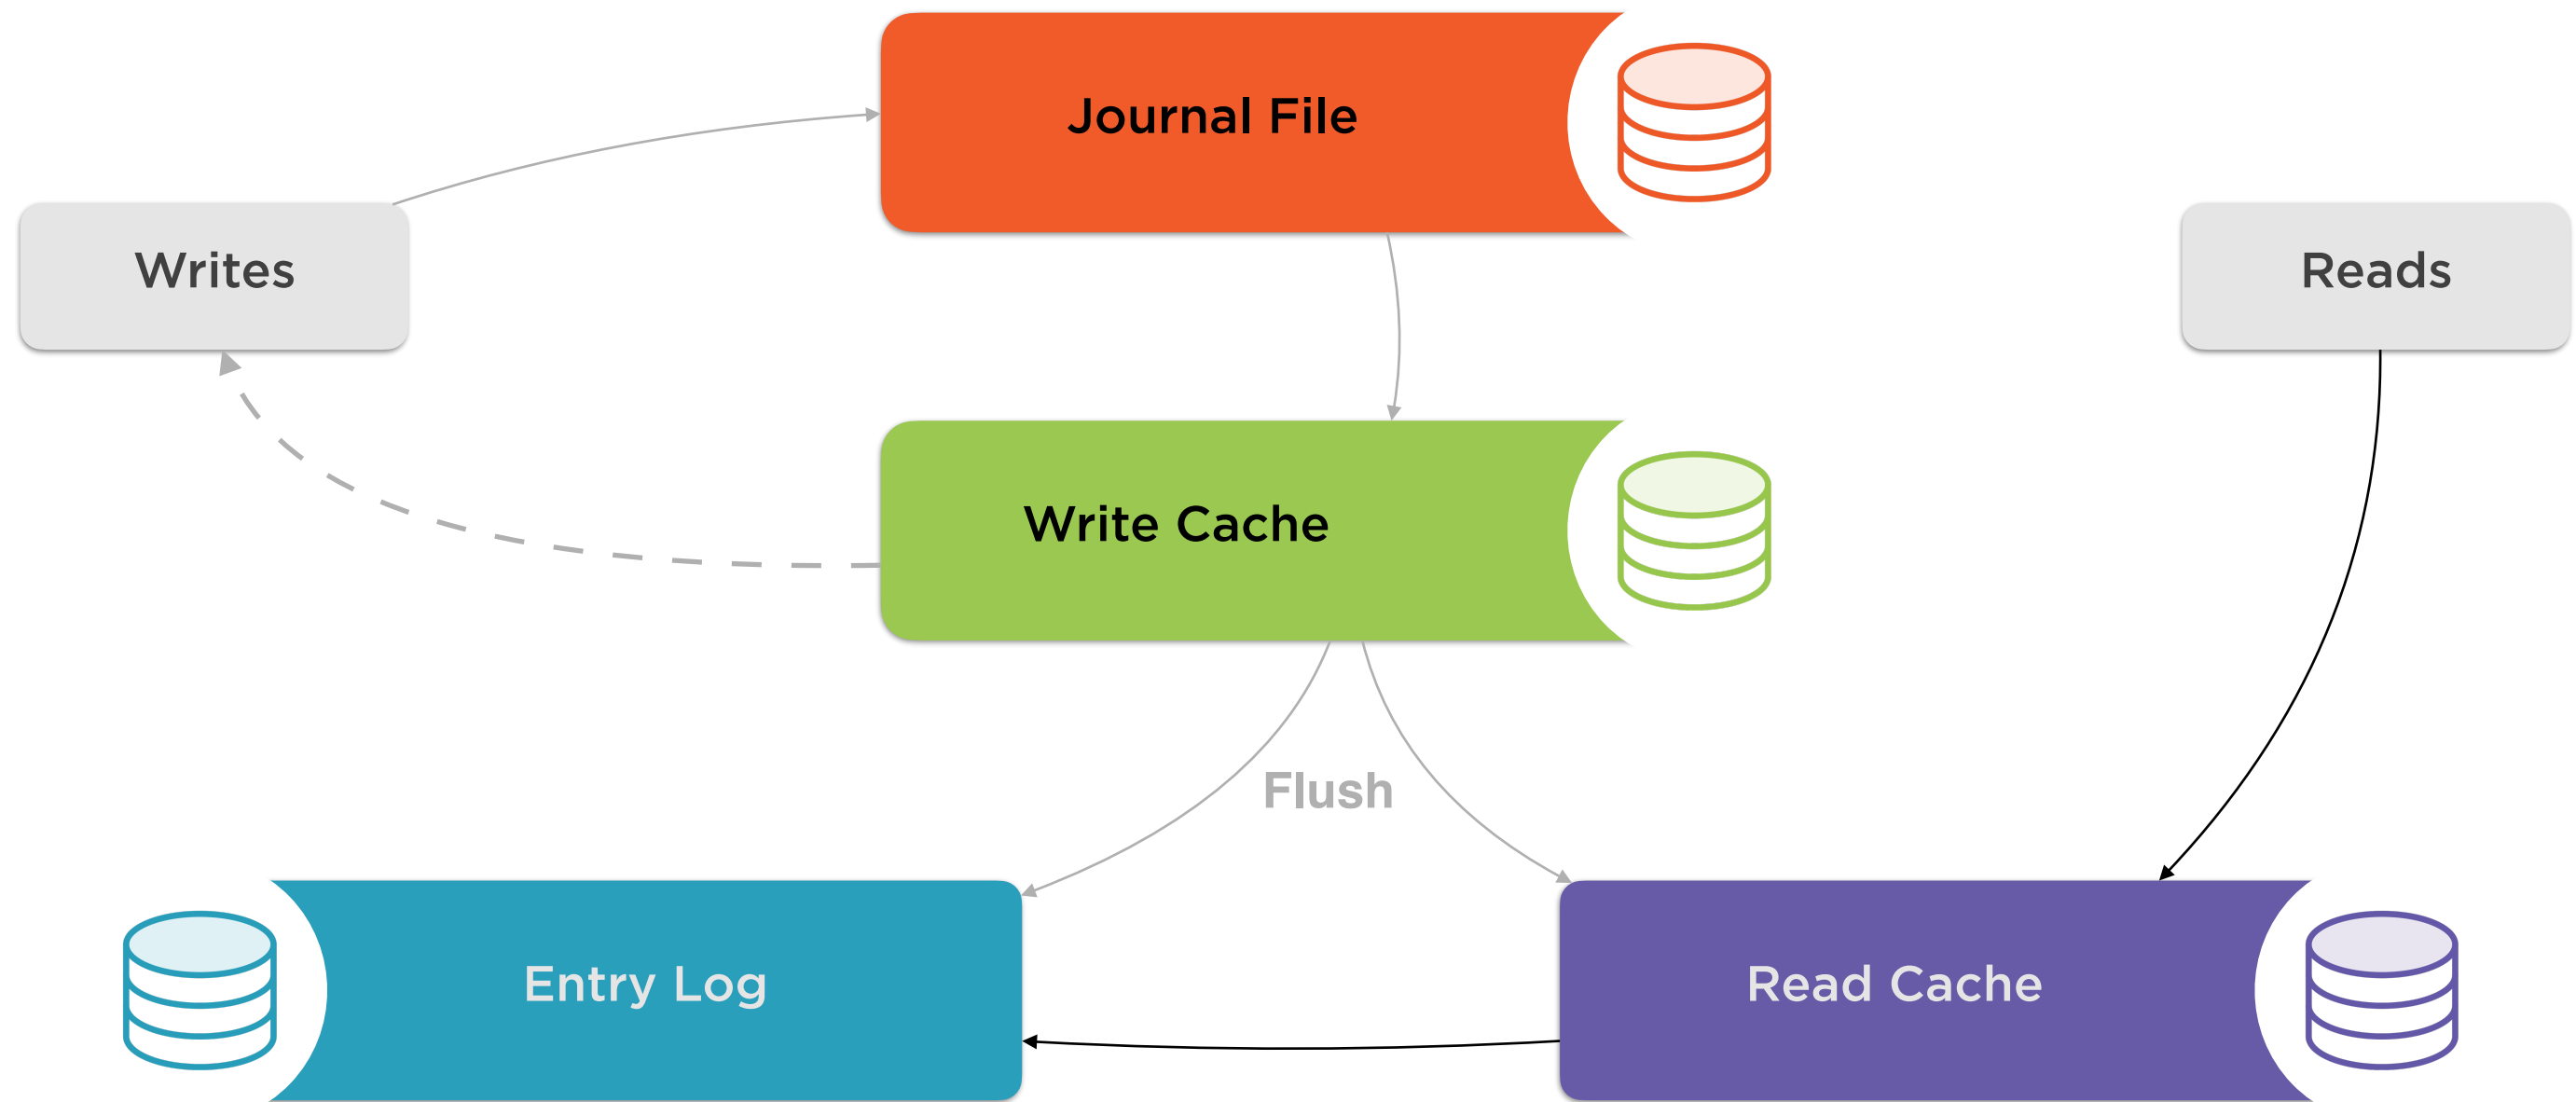 Journal File
Writes
Reads
Write Cache
Flush
Entry Log
Read Cache